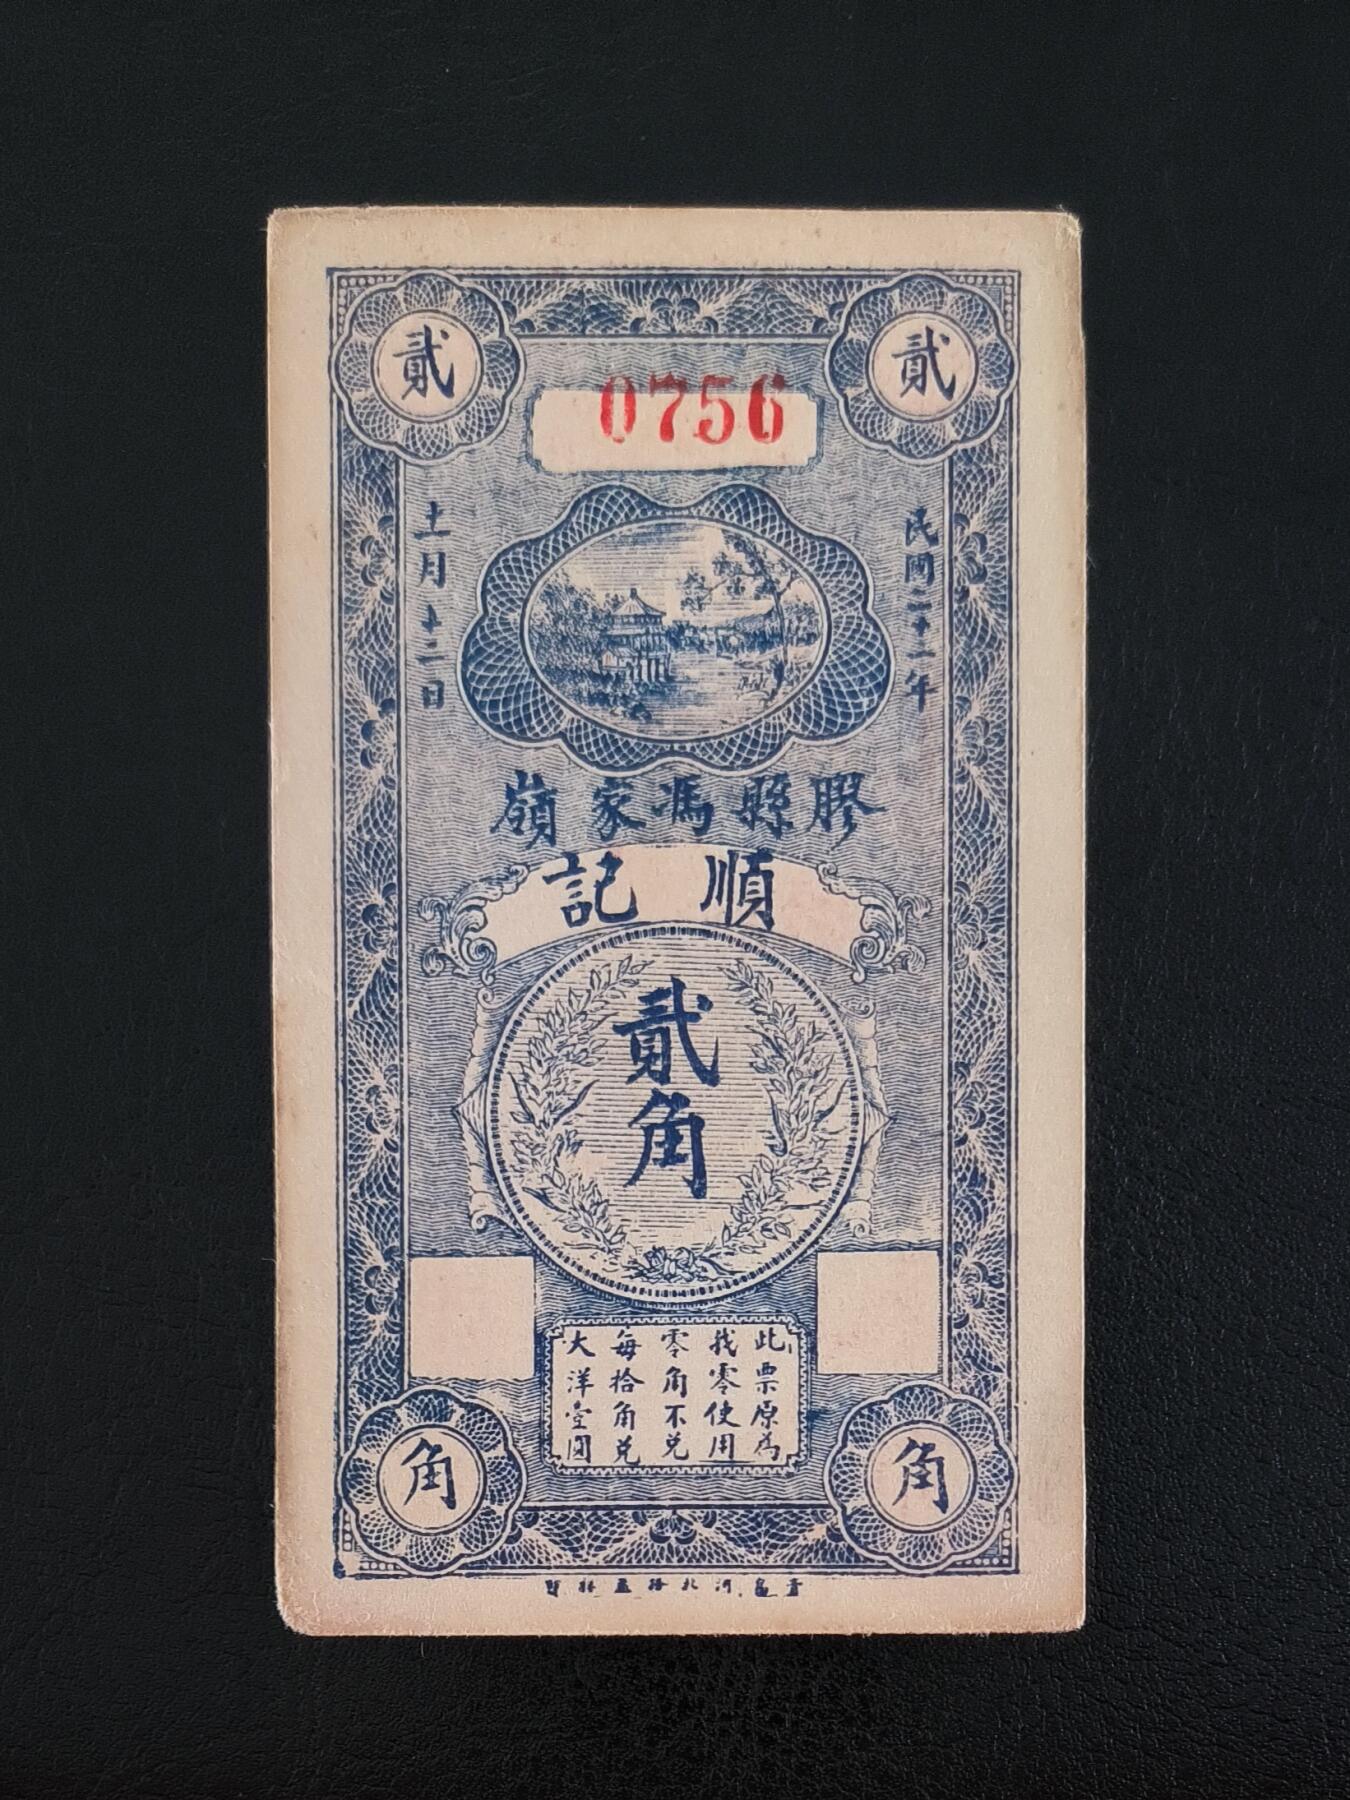 貳
貳
0756
民國二十二年
十一月十三日
膠縣馮家嶺
順記
貳角
此票原為
找零使用
零角不兌
每拾角兌
大洋壹圓
角
角